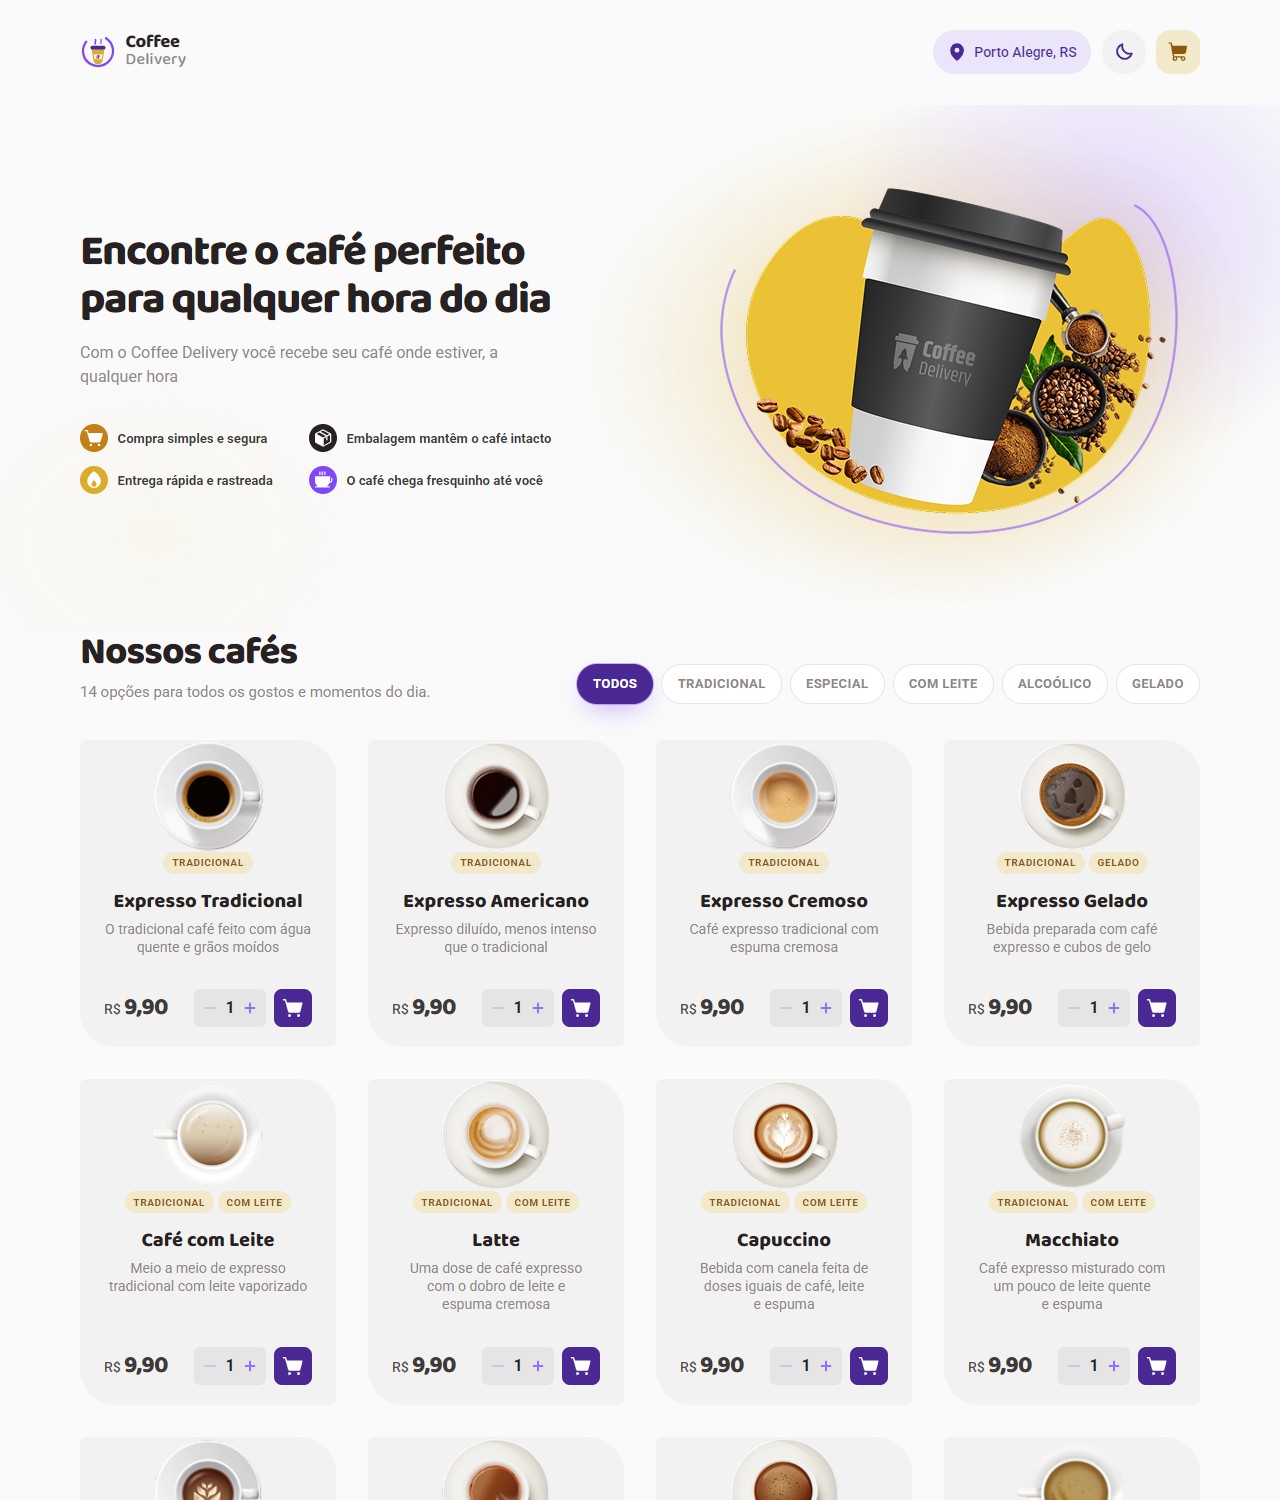 Coffee
Delivery
Porto Alegre, RS
Encontre o café perfeito
para qualquer hora do dia
Com o Coffee Delivery você recebe seu café onde estiver, a
qualquer hora
Compra simples e segura
Embalagem mantêm o café intacto
Entrega rápida e rastreada
O café chega fresquinho até você
Coffee
Delivery
Nossos cafés
14 opções para todos os gostos e momentos do dia.
TODOS
TRADICIONAL
ESPECIAL
COM LEITE
ALCOÓLICO
GELADO
TRADICIONAL
Expresso Tradicional
O tradicional café feito com água
quente e grãos moídos
R$ 9,90
1
TRADICIONAL
Expresso Americano
Expresso diluído, menos intenso
que o tradicional
R$ 9,90
1
TRADICIONAL
Expresso Cremoso
Café expresso tradicional com
espuma cremosa
R$ 9,90
1
TRADICIONAL GELADO
Expresso Gelado
Bebida preparada com café
expresso e cubos de gelo
R$ 9,90
1
TRADICIONAL COM LEITE
Café com Leite
Meio a meio de expresso
tradicional com leite vaporizado
R$ 9,90
1
TRADICIONAL COM LEITE
Latte
Uma dose de café expresso
com o dobro de leite e
espuma cremosa
R$ 9,90
1
TRADICIONAL COM LEITE
Capuccino
Bebida com canela feita de
doses iguais de café, leite
e espuma
R$ 9,90
1
TRADICIONAL COM LEITE
Macchiato
Café expresso misturado com
um pouco de leite quente
e espuma
R$ 9,90
1